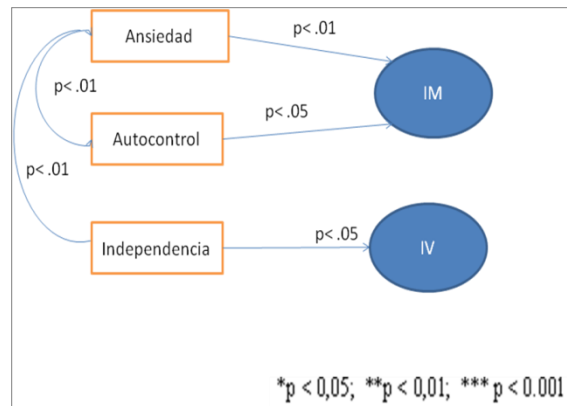 Ansiedad
p< .01
p< .01
IM
Autocontrol
p< .05
p< .01
Independencia
p< .05
IV
*p < 0,05; **p < 0,01; *** p < 0.001